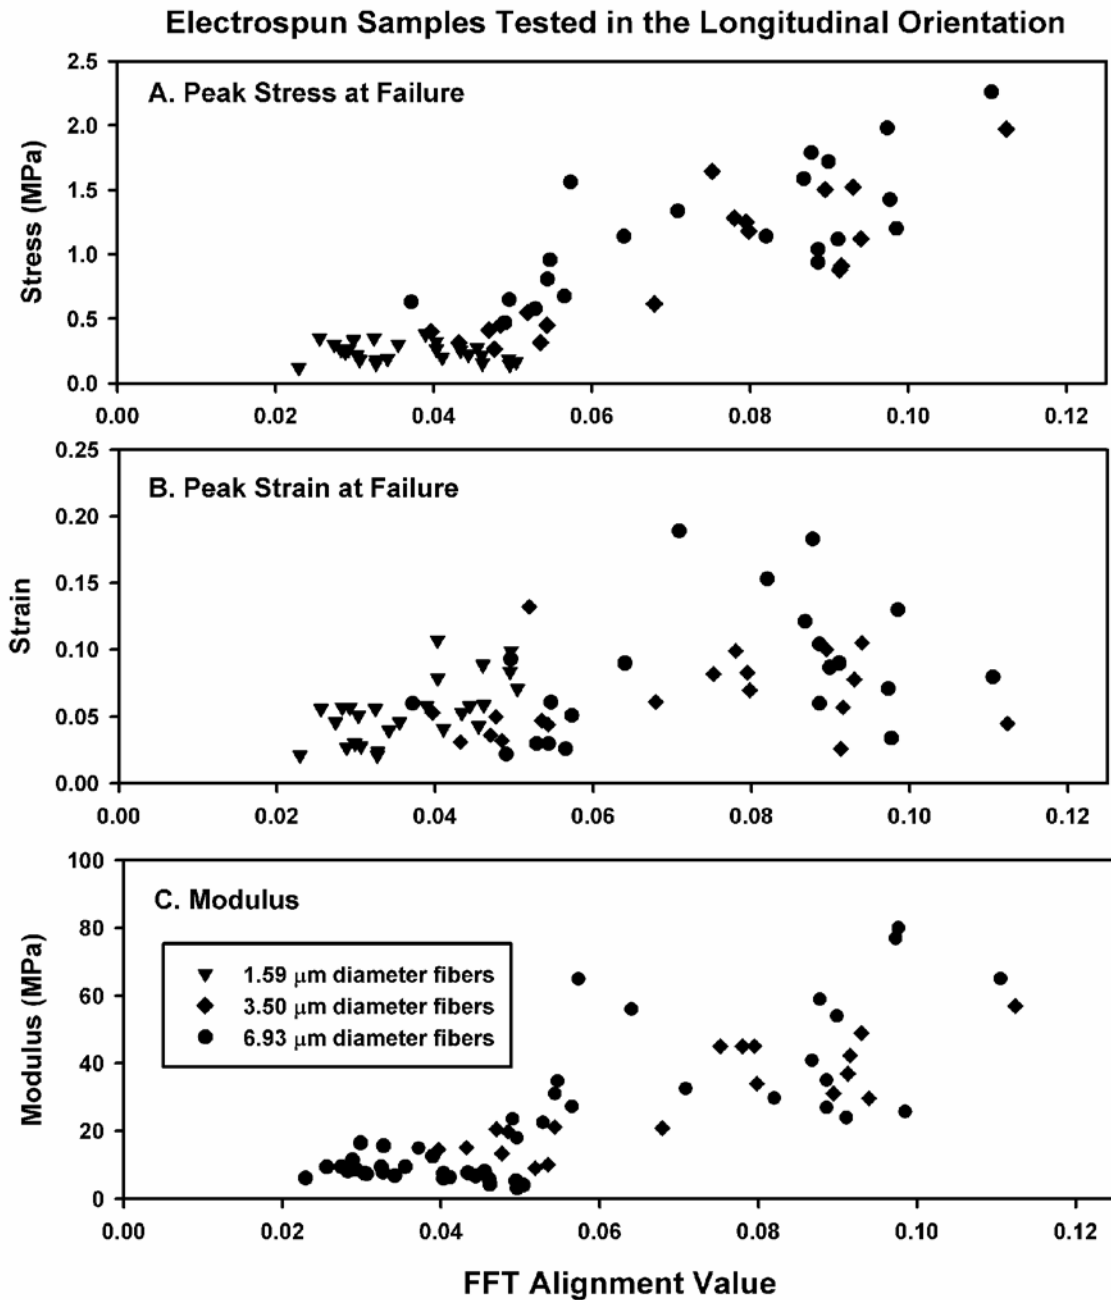 Electrospun Samples Tested in the Longitudinal Orientation
A. Peak Stress at Failure
Stress (MPa)
2.5
2.0
1.5
1.0
0.5
0.0
0.00 0.02 0.04 0.06 0.08 0.10 0.12
B. Peak Strain at Failure
Strain
0.25
0.20
0.15
0.10
0.05
0.00
0.00 0.02 0.04 0.06 0.08 0.10 0.12
C. Modulus
Modulus (MPa)
100
80
60
40
20
0
1.59 μm diameter fibers
3.50 μm diameter fibers
6.93 μm diameter fibers
0.00 0.02 0.04 0.06 0.08 0.10 0.12
FFT Alignment Value